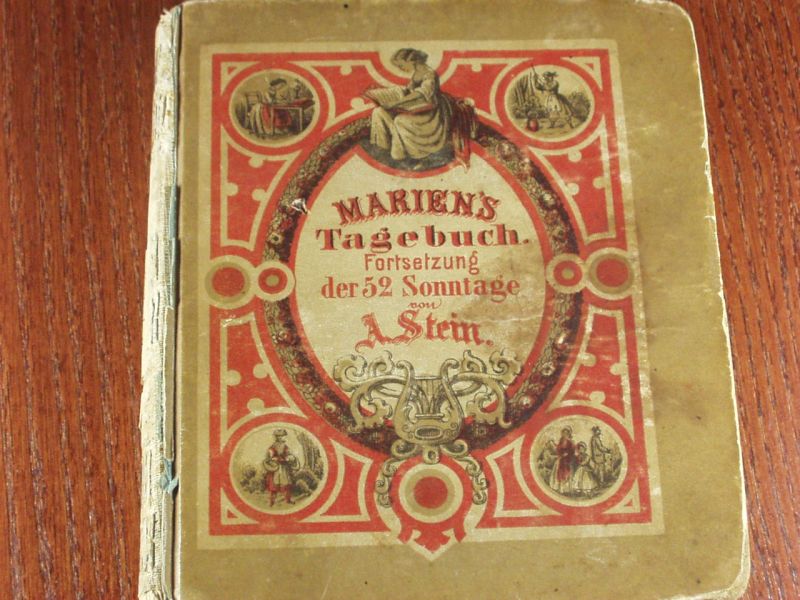 MARIEN'S
Tagebuch.
Fortsetzung
der 52 Sonntage
von
A. Stein.